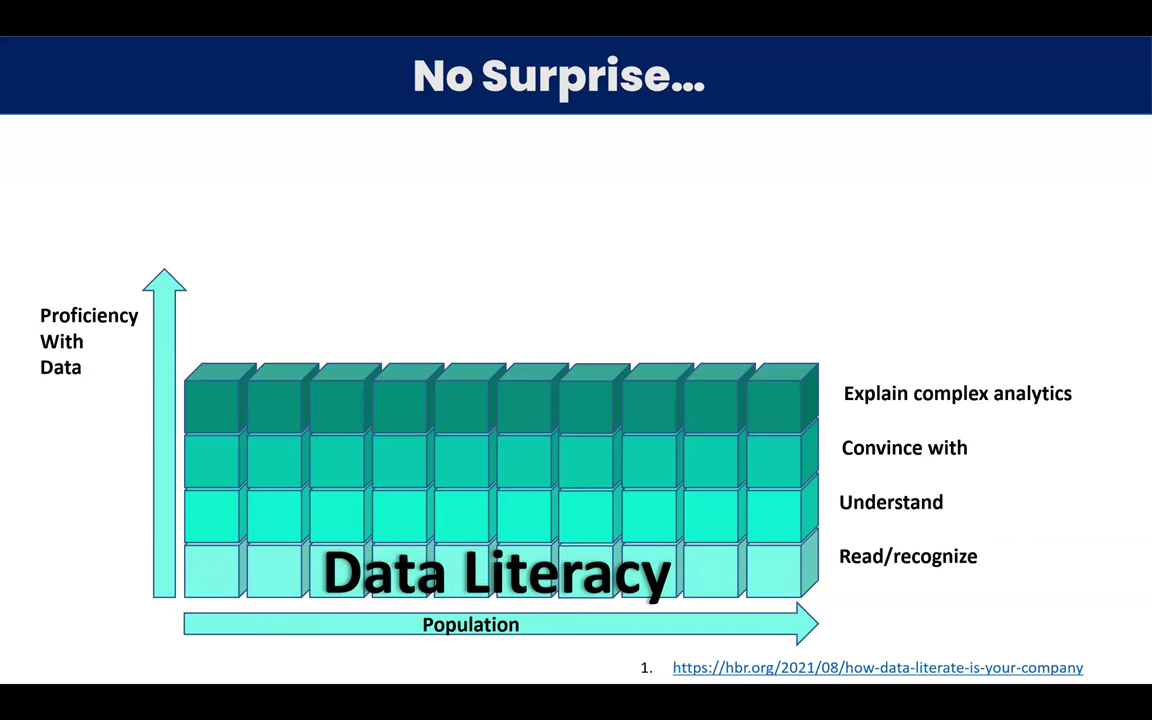 No Surprise...
Proficiency
With
Data
Explain complex analytics
Convince with
Understand
Read/recognize
Data Literacy
Population
1. https://hbr.org/2021/08/how-data-literate-is-your-company